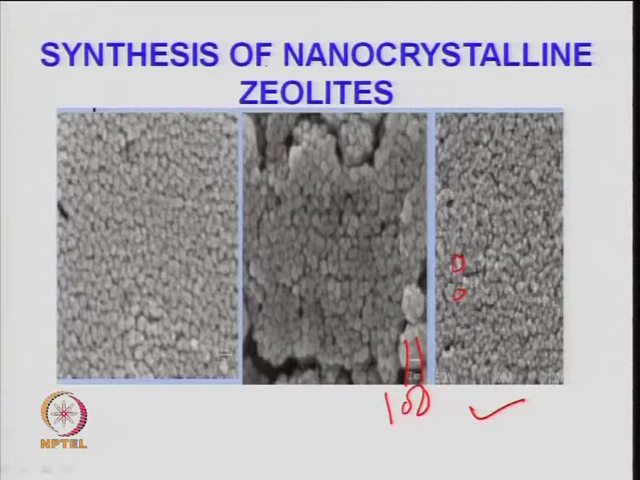 SYNTHESIS OF NANOCRYSTALLINE
ZEOLITES
100
NPTEL